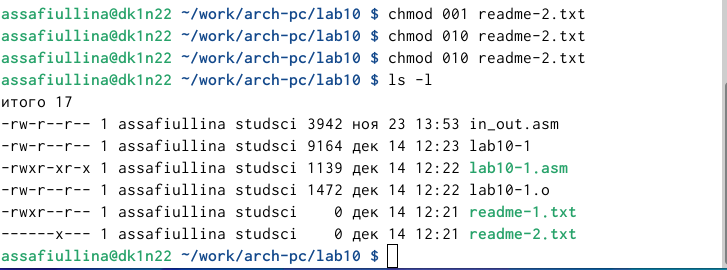 assafiullina@dk1n22 ~/work/arch-pc/lab10 $ chmod 001 readme-2.txt
assafiullina@dk1n22 ~/work/arch-pc/lab10 $ chmod 010 readme-2.txt
assafiullina@dk1n22 ~/work/arch-pc/lab10 $ chmod 010 readme-2.txt
assafiullina@dk1n22 ~/work/arch-pc/lab10 $ ls -l
итого 17
-rw-r--r-- 1 assafiullina studsci 3942 ноя 23 13:53 in_out.asm
-rw-r--r-- 1 assafiullina studsci 9164 дек 14 12:23 lab10-1
-rwxr-xr-x 1 assafiullina studsci 1139 дек 14 12:22 lab10-1.asm
-rw-r--r-- 1 assafiullina studsci 1472 дек 14 12:22 lab10-1.o
-rwxr--r-- 1 assafiullina studsci    0 дек 14 12:21 readme-1.txt
------x--- 1 assafiullina studsci    0 дек 14 12:21 readme-2.txt
assafiullina@dk1n22 ~/work/arch-pc/lab10 $